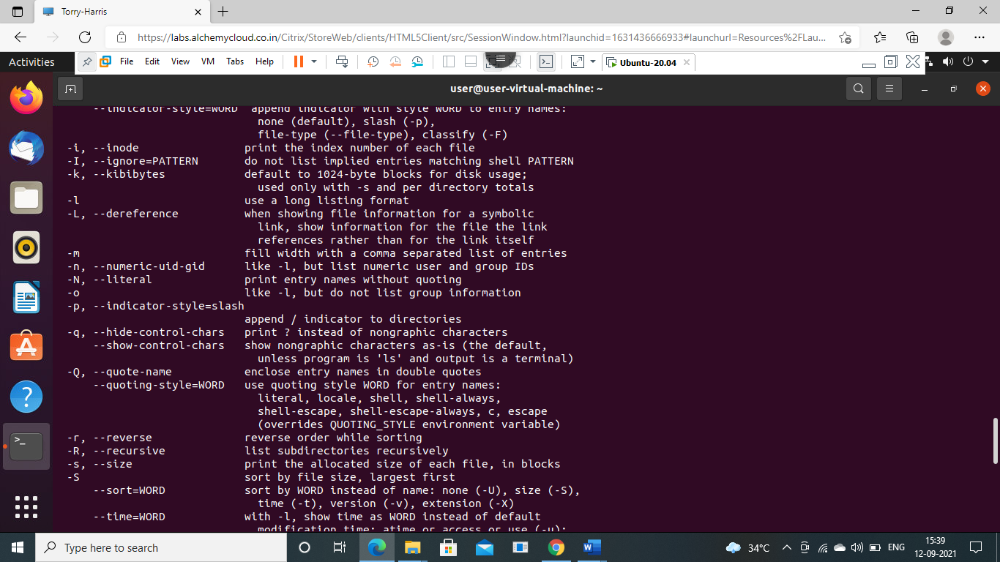 Torry-Harris
https://labs.alchemycloud.co.in/Citrix/StoreWeb/clients/HTML5Client/src/SessionWindow.html?launchid=1631436666933#launchurl=Resources%2FLau...
Activities
File Edit View VM Tabs Help
Ubuntu-20.04
user@user-virtual-machine: ~
--indicator-style=WORD append indicator with style WORD to entry names:
none (default), slash (-p),
file-type (--file-type), classify (-F)
-i, --inode print the index number of each file
-I, --ignore=PATTERN do not list implied entries matching shell PATTERN
-k, --kibibytes default to 1024-byte blocks for disk usage;
used only with -s and per directory totals
-l use a long listing format
-L, --dereference when showing file information for a symbolic
link, show information for the file the link
references rather than for the link itself
-m fill width with a comma separated list of entries
-n, --numeric-uid-gid like -l, but list numeric user and group IDs
-N, --literal print entry names without quoting
-o like -l, but do not list group information
-p, --indicator-style=slash
append / indicator to directories
-q, --hide-control-chars print ? instead of nongraphic characters
--show-control-chars show nongraphic characters as-is (the default,
unless program is 'ls' and output is a terminal)
-Q, --quote-name enclose entry names in double quotes
--quoting-style=WORD use quoting style WORD for entry names:
literal, locale, shell, shell-always,
shell-escape, shell-escape-always, c, escape
(overrides QUOTING_STYLE environment variable)
-r, --reverse reverse order while sorting
-R, --recursive list subdirectories recursively
-s, --size print the allocated size of each file, in blocks
-S sort by file size, largest first
--sort=WORD sort by WORD instead of name: none (-U), size (-S),
time (-t), version (-v), extension (-X)
--time=WORD with -l, show time as WORD instead of default
modification time: atime or access or use (-u);
Type here to search
34°C
ENG
15:39
12-09-2021